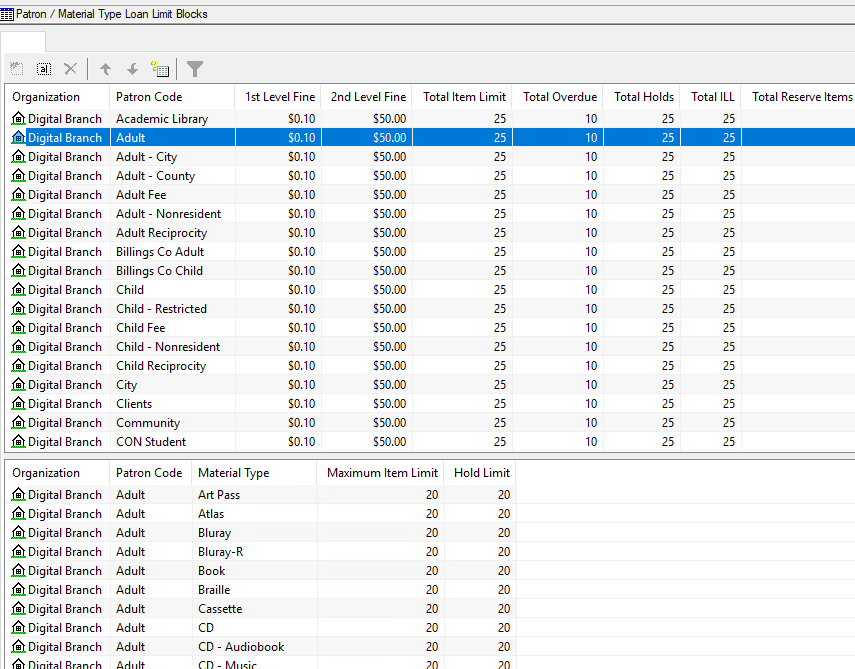 Patron / Material Type Loan Limit Blocks
Organization Patron Code 1st Level Fine 2nd Level Fine Total Item Limit Total Overdue Total Holds Total ILL Total Reserve Items
Digital Branch Academic Library $0.10 $50.00 25 10 25 25
Digital Branch Adult $0.10 $50.00 25 10 25 25
Digital Branch Adult - City $0.10 $50.00 25 10 25 25
Digital Branch Adult - County $0.10 $50.00 25 10 25 25
Digital Branch Adult Fee $0.10 $50.00 25 10 25 25
Digital Branch Adult - Nonresident $0.10 $50.00 25 10 25 25
Digital Branch Adult Reciprocity $0.10 $50.00 25 10 25 25
Digital Branch Billings Co Adult $0.10 $50.00 25 10 25 25
Digital Branch Billings Co Child $0.10 $50.00 25 10 25 25
Digital Branch Child $0.10 $50.00 25 10 25 25
Digital Branch Child - Restricted $0.10 $50.00 25 10 25 25
Digital Branch Child Fee $0.10 $50.00 25 10 25 25
Digital Branch Child - Nonresident $0.10 $50.00 25 10 25 25
Digital Branch Child Reciprocity $0.10 $50.00 25 10 25 25
Digital Branch City $0.10 $50.00 25 10 25 25
Digital Branch Clients $0.10 $50.00 25 10 25 25
Digital Branch Community $0.10 $50.00 25 10 25 25
Digital Branch CON Student $0.10 $50.00 25 10 25 25
Organization Patron Code Material Type Maximum Item Limit Hold Limit
Digital Branch Adult Art Pass 20 20
Digital Branch Adult Atlas 20 20
Digital Branch Adult Bluray 20 20
Digital Branch Adult Bluray-R 20 20
Digital Branch Adult Book 20 20
Digital Branch Adult Braille 20 20
Digital Branch Adult Cassette 20 20
Digital Branch Adult CD 20 20
Digital Branch Adult CD - Audiobook 20 20
Digital Branch Adult CD - Music 20 20